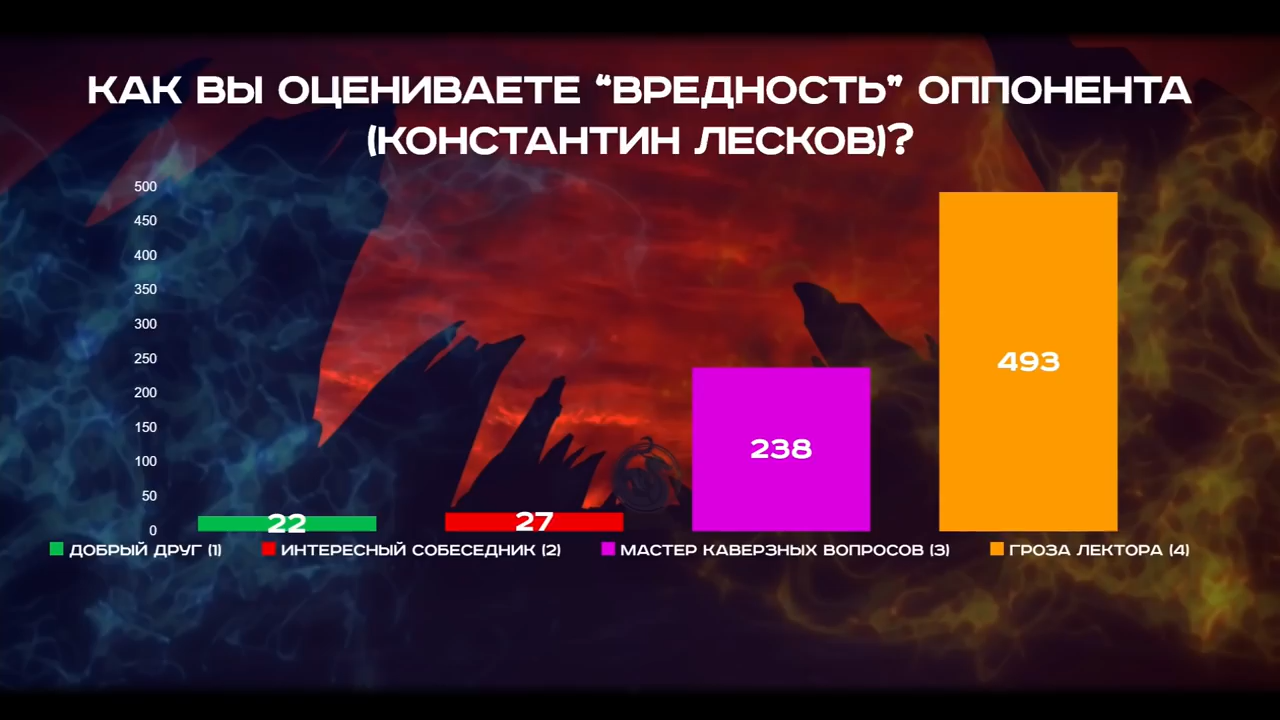 КАК ВЫ ОЦЕНИВАЕТЕ “ВРЕДНОСТЬ” ОППОНЕНТА
(КОНСТАНТИН ЛЕСКОВ)?
500
450
400
350
300
250
200
150
100
50
0
22
27
238
493
ДОБРЫЙ ДРУГ (1)
ИНТЕРЕСНЫЙ СОБЕСЕДНИК (2)
МАСТЕР КАВЕРЗНЫХ ВОПРОСОВ (3)
ГРОЗА ЛЕКТОРА (4)